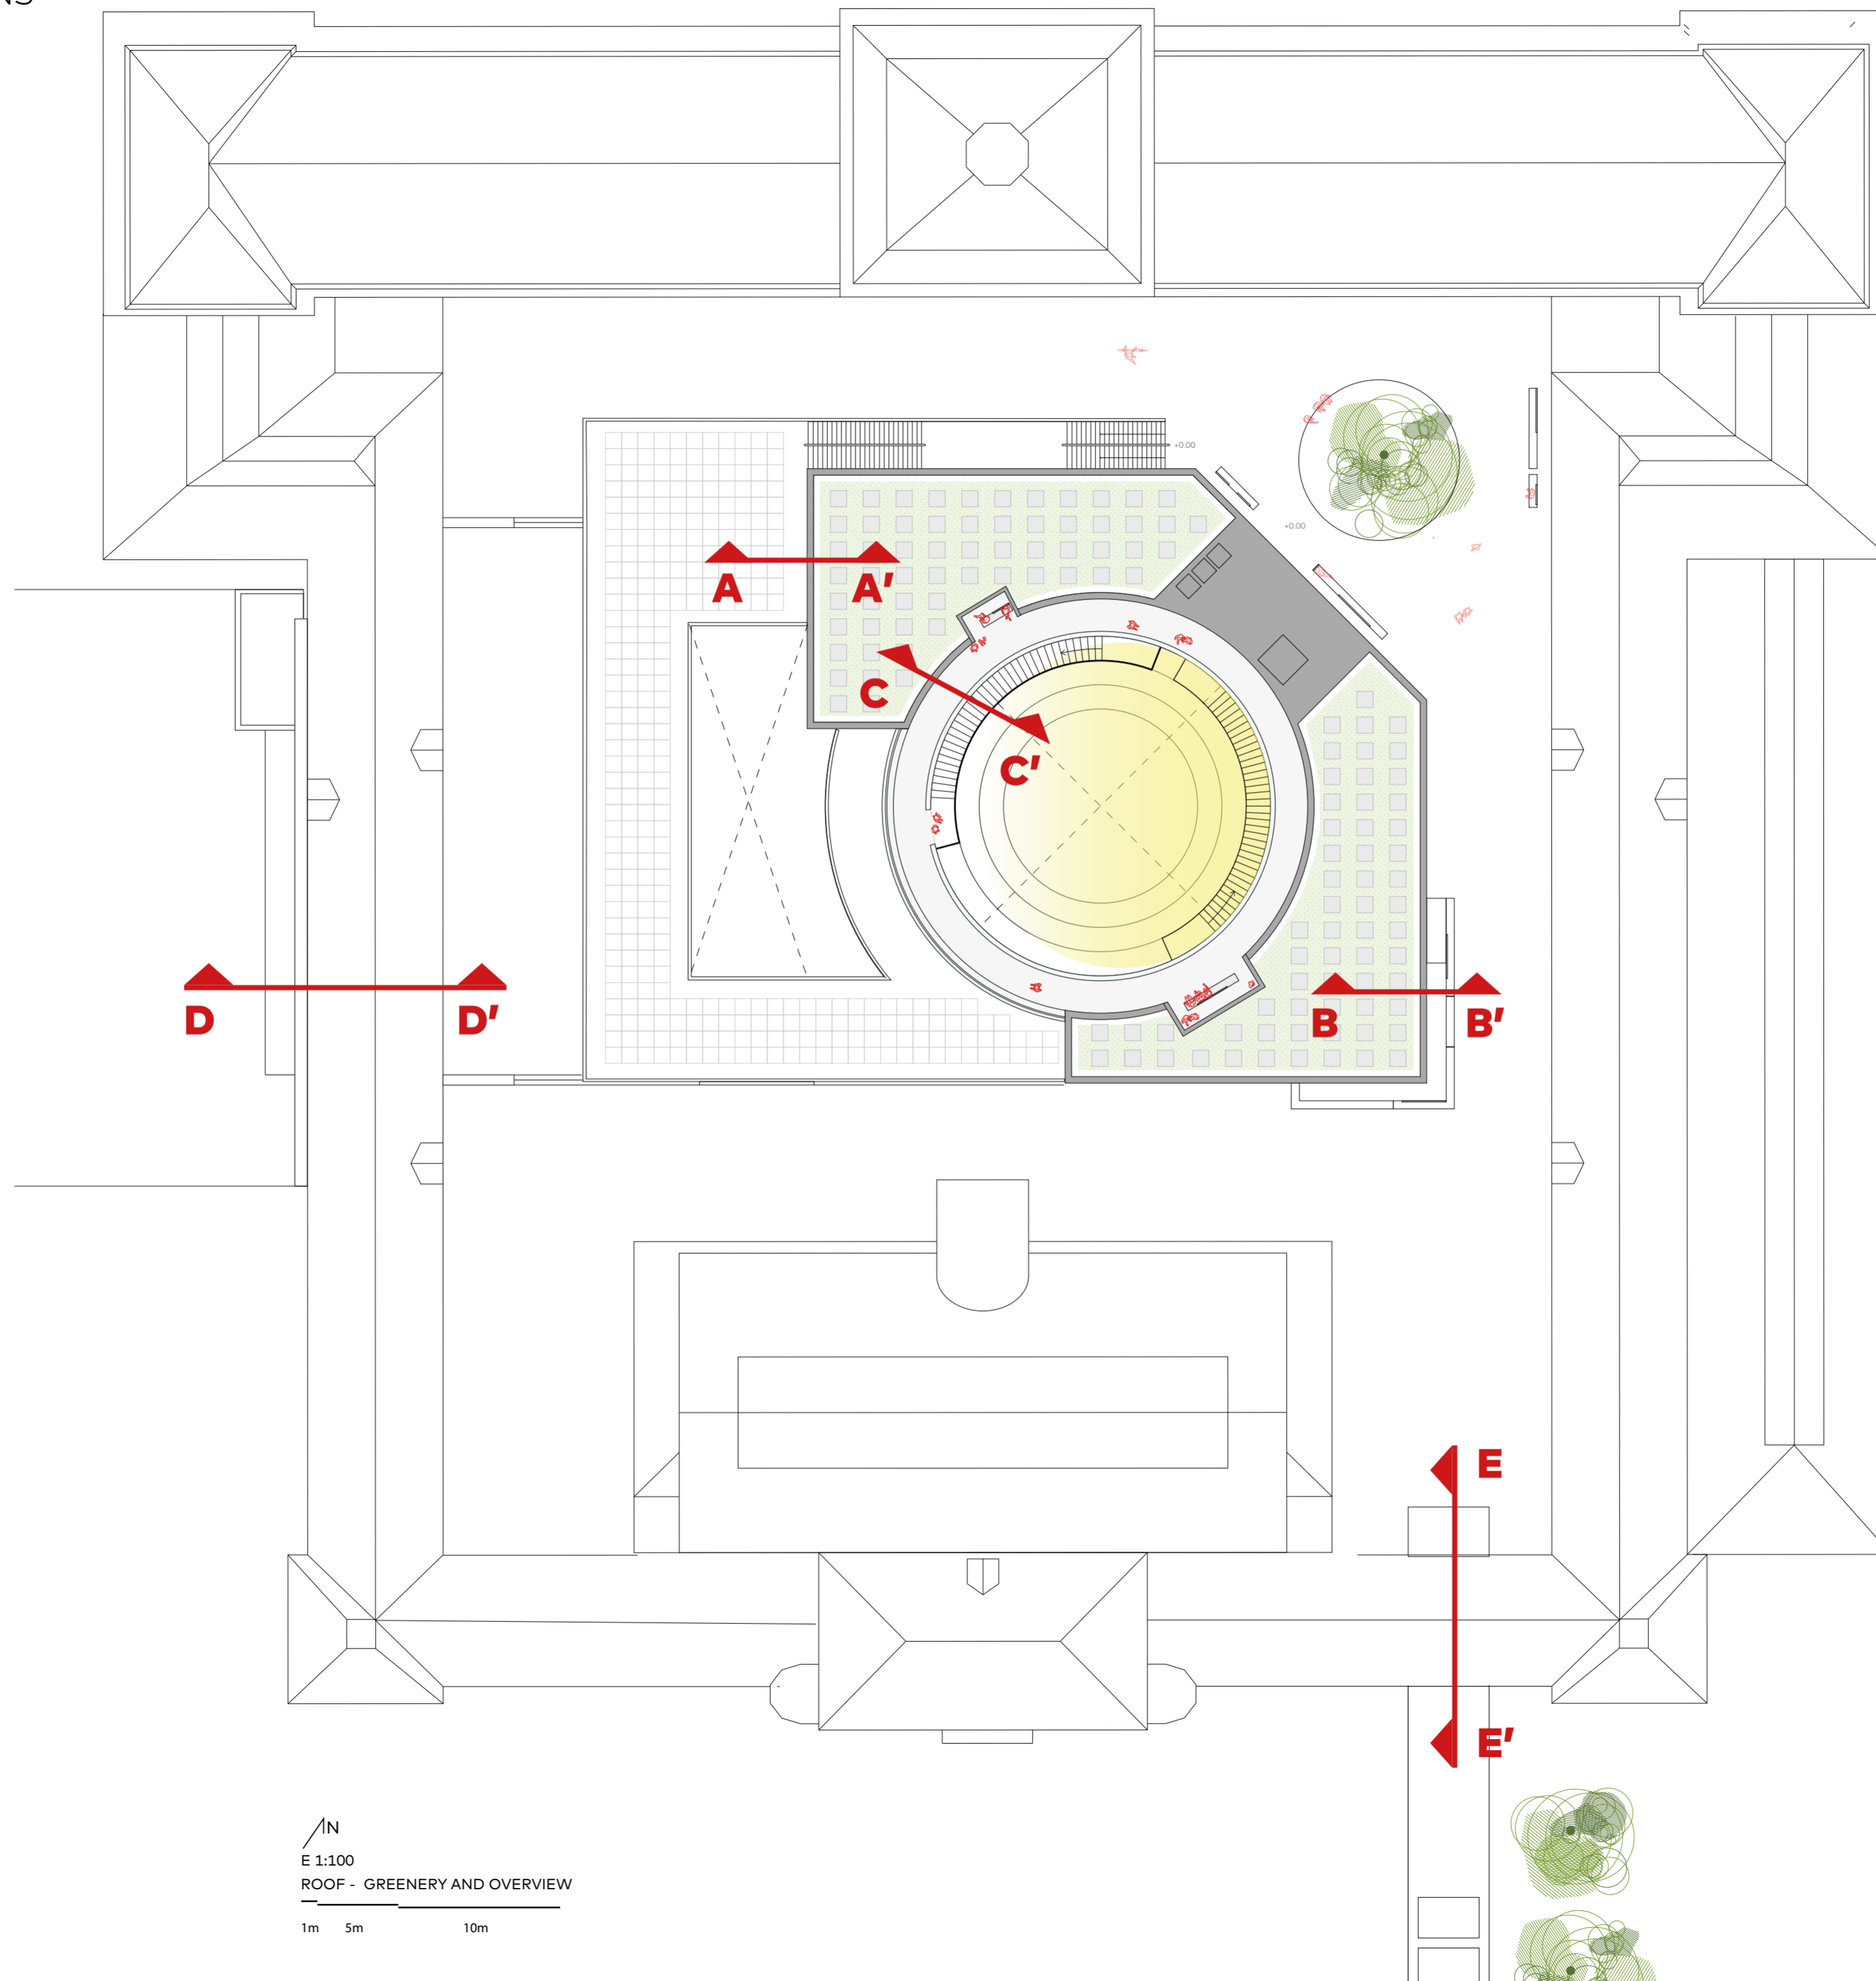 +0.00
+0.00
A A'
C
C'
D D'
B B'
E
E'
N
E 1:100
ROOF - GREENERY AND OVERVIEW
1m 5m 10m